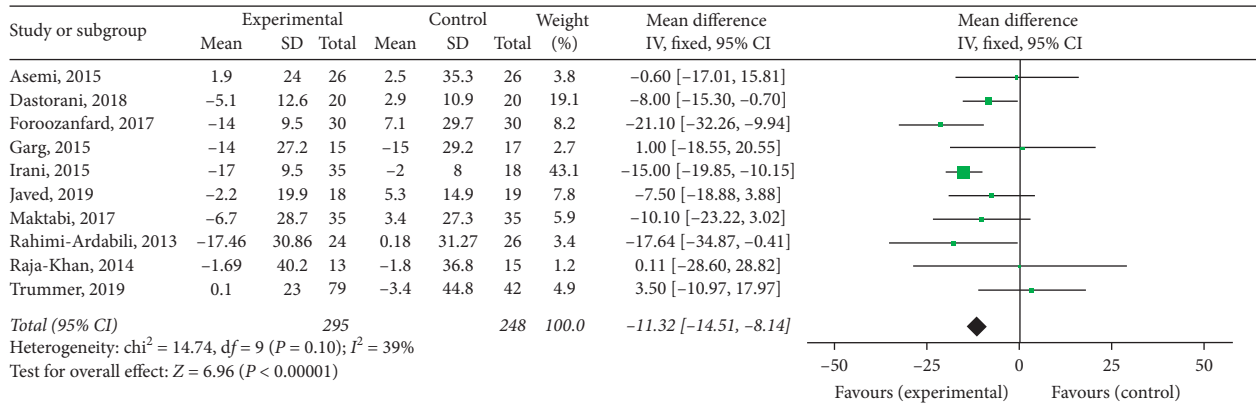 Study or subgroup Experimental Control Weight (%) Mean difference IV, fixed, 95% CI Mean difference IV, fixed, 95% CI
Mean SD Total Mean SD Total
Asemi, 2015 1.9 24 26 2.5 35.3 26 3.8 –0.60 [–17.01, 15.81]
Dastorani, 2018 –5.1 12.6 20 2.9 10.9 20 19.1 –8.00 [–15.30, –0.70]
Foroozanfard, 2017 –14 9.5 30 7.1 29.7 30 8.2 –21.10 [–32.26, –9.94]
Garg, 2015 –14 27.2 15 –15 29.2 17 2.7 1.00 [–18.55, 20.55]
Irani, 2015 –17 9.5 35 –2 8 18 43.1 –15.00 [–19.85, –10.15]
Javed, 2019 –2.2 19.9 18 5.3 14.9 19 7.8 –7.50 [–18.88, 3.88]
Maktabi, 2017 –6.7 28.7 35 3.4 27.3 35 5.9 –10.10 [–23.22, 3.02]
Rahimi-Ardabili, 2013 –17.46 30.86 24 0.18 31.27 26 3.4 –17.64 [–34.87, –0.41]
Raja-Khan, 2014 –1.69 40.2 13 –1.8 36.8 15 1.2 0.11 [–28.60, 28.82]
Trummer, 2019 0.1 23 79 –3.4 44.8 42 4.9 3.50 [–10.97, 17.97]
Total (95% CI) 295 248 100.0 –11.32 [–14.51, –8.14]
Heterogeneity: chi² = 14.74, df = 9 (P = 0.10); I² = 39%
Test for overall effect: Z = 6.96 (P < 0.00001)
–50 –25 0 25 50
Favours (experimental) Favours (control)